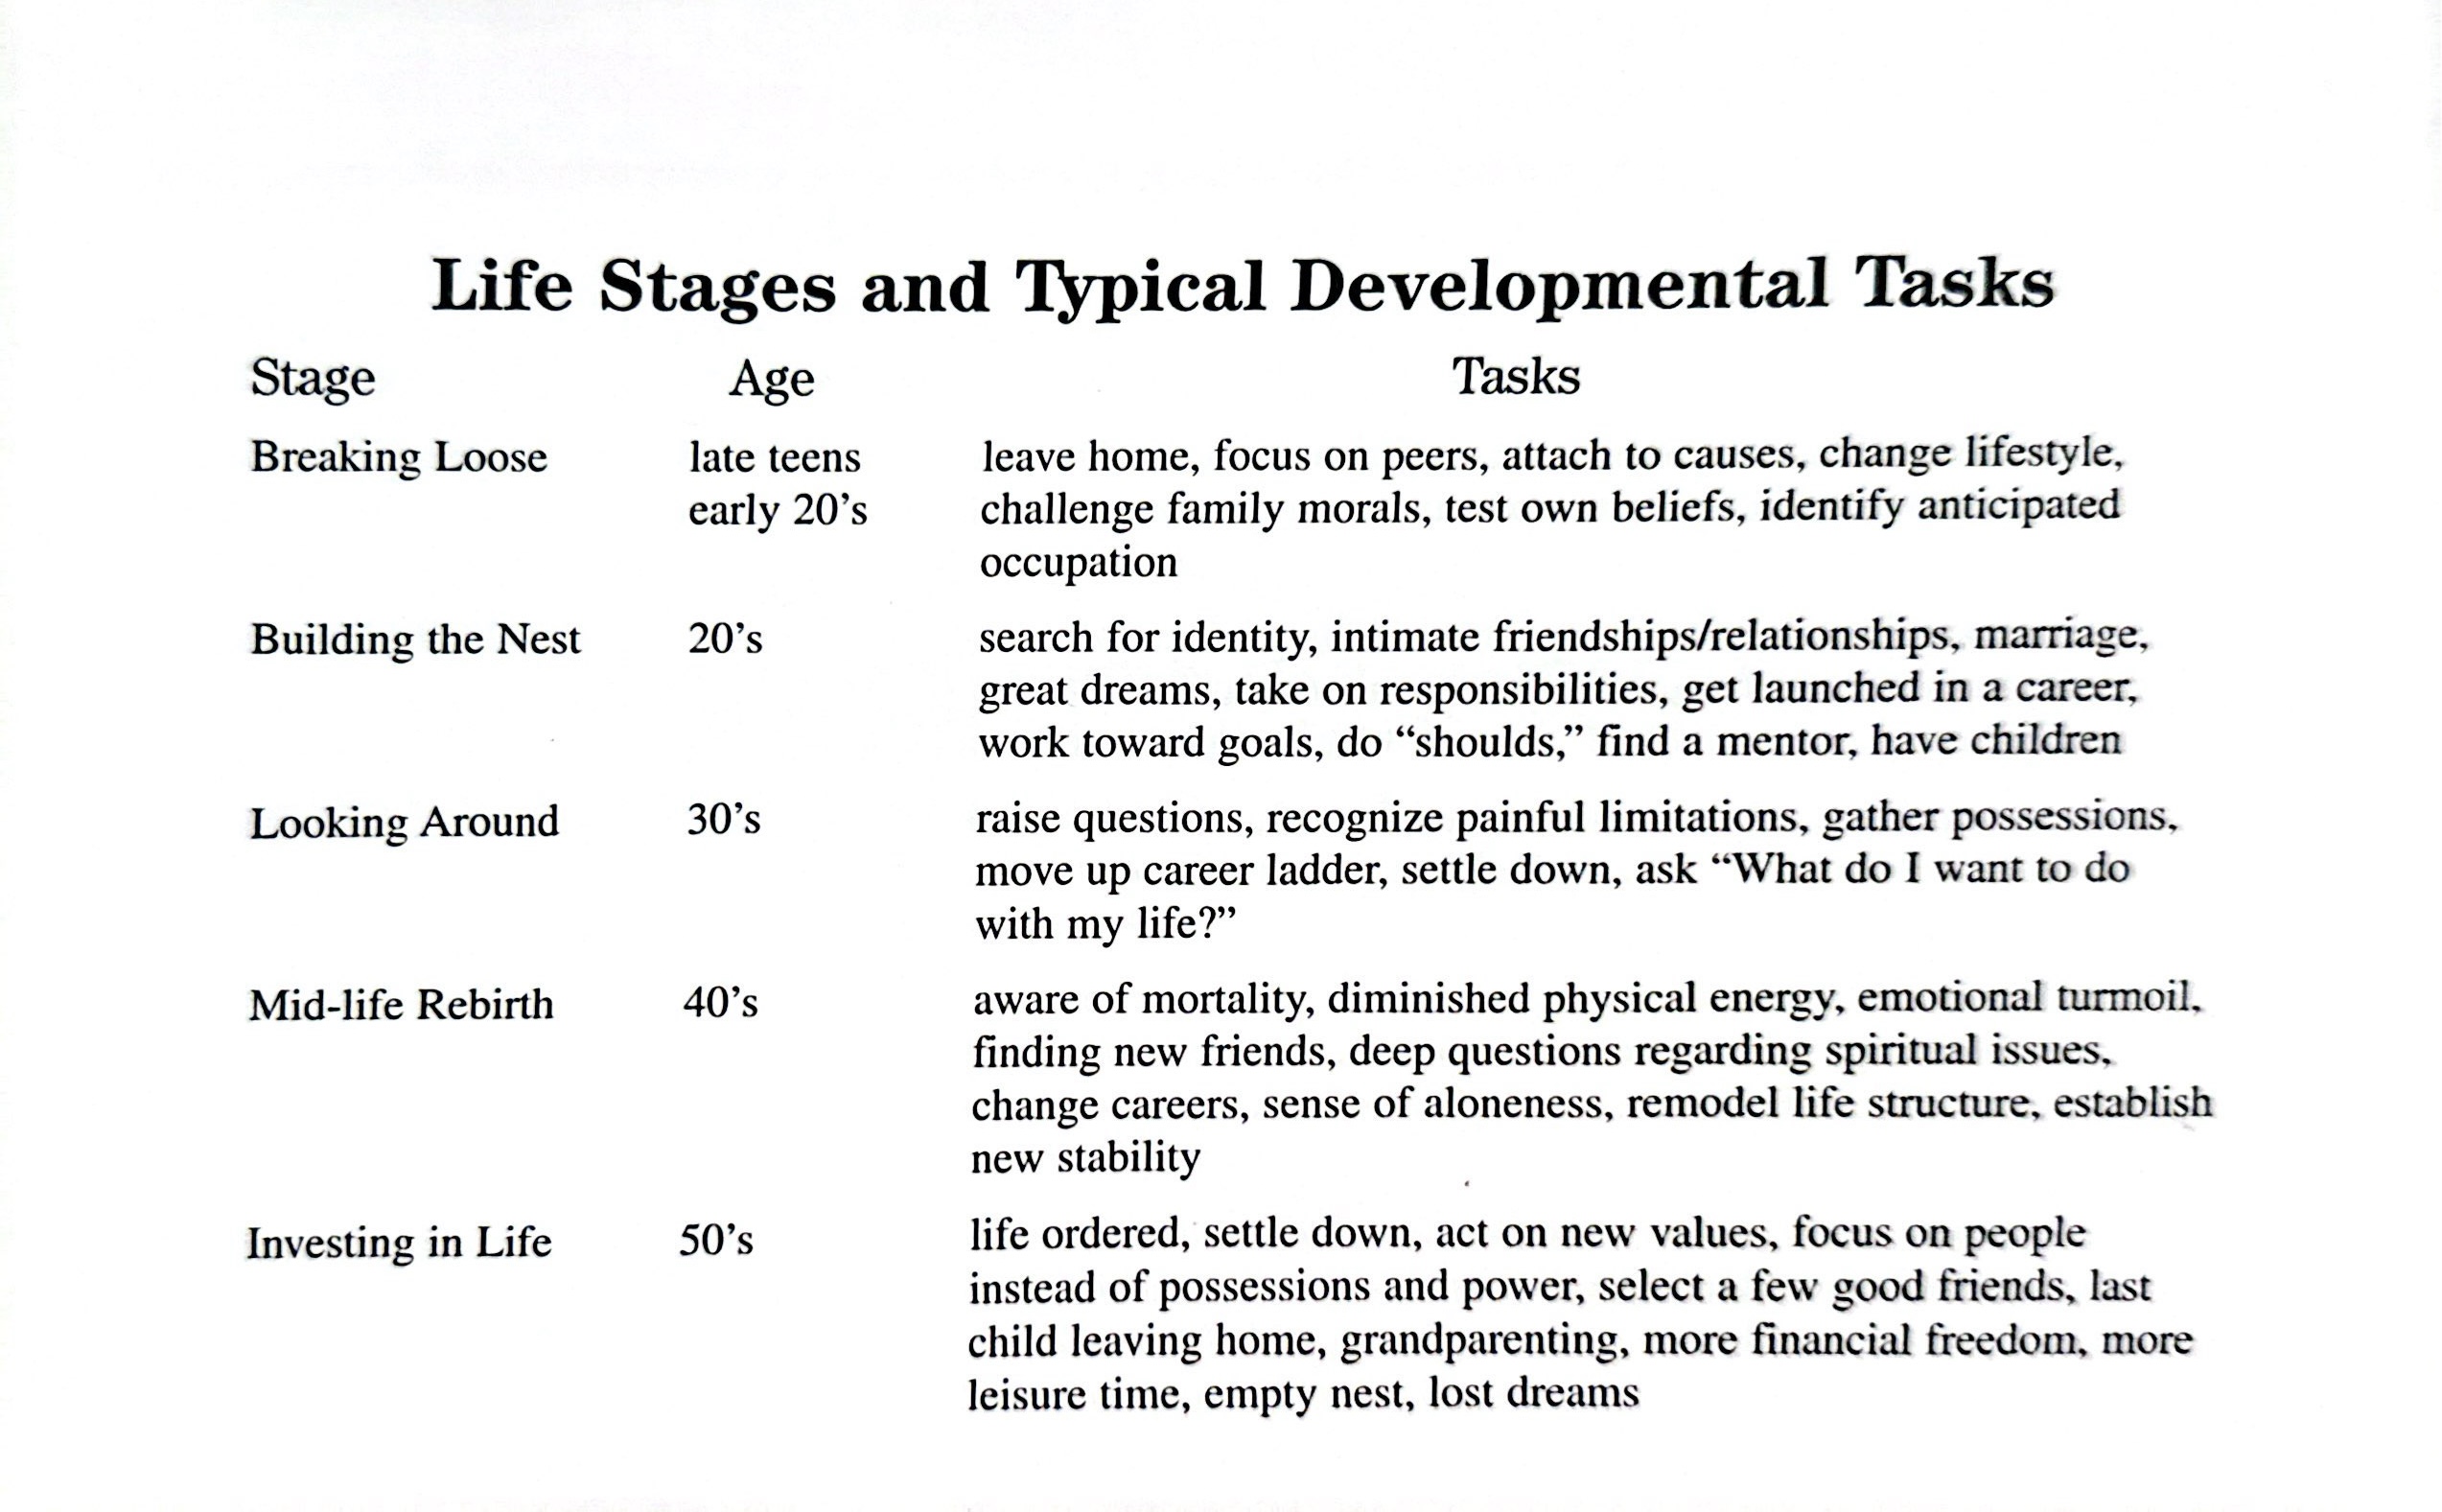 Life Stages and Typical Developmental Tasks
Stage Age Tasks
Breaking Loose late teens leave home, focus on peers, attach to causes, change lifestyle,
early 20’s challenge family morals, test own beliefs, identify anticipated
occupation
Building the Nest 20’s search for identity, intimate friendships/relationships, marriage,
great dreams, take on responsibilities, get launched in a career,
work toward goals, do “shoulds,” find a mentor, have children
Looking Around 30’s raise questions, recognize painful limitations, gather possessions,
move up career ladder, settle down, ask “What do I want to do
with my life?”
Mid-life Rebirth 40’s aware of mortality, diminished physical energy, emotional turmoil,
finding new friends, deep questions regarding spiritual issues,
change careers, sense of aloneness, remodel life structure, establish
new stability
Investing in Life 50’s life ordered, settle down, act on new values, focus on people
instead of possessions and power, select a few good friends, last
child leaving home, grandparenting, more financial freedom, more
leisure time, empty nest, lost dreams